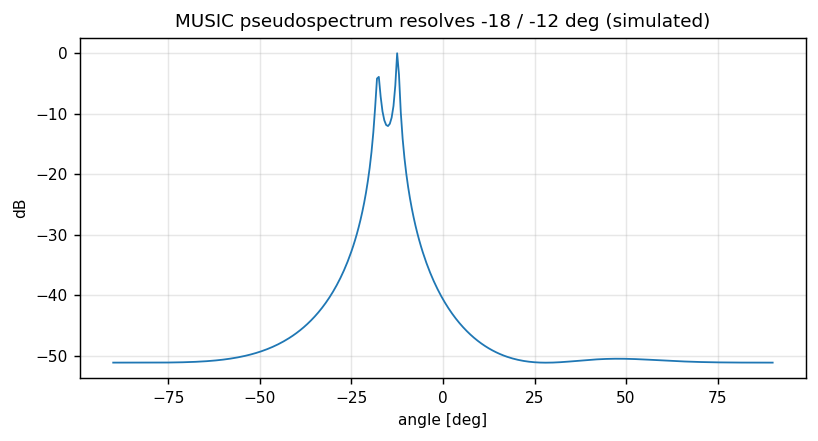 MUSIC pseudospectrum resolves -18 / -12 deg (simulated)
0
−10
−20
−30
−40
−50
dB
−75 −50 −25 0 25 50 75
angle [deg]